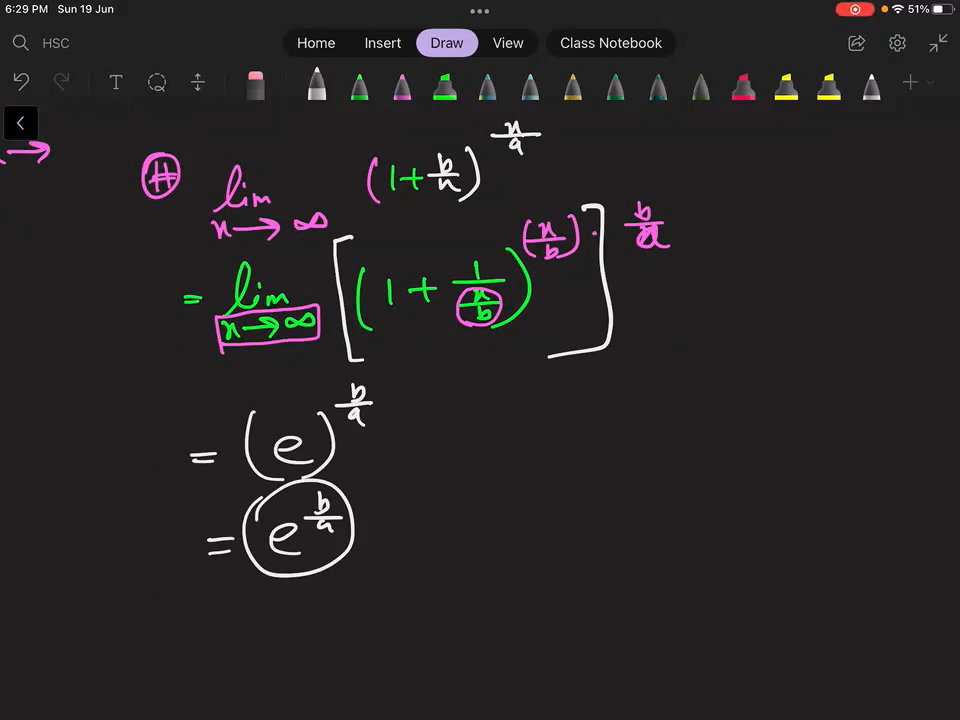 6:29 PM Sun 19 Jun
51%
HSC
Home Insert Draw View Class Notebook
T
lim x→∞ (1+b/x)^(x/a)
= lim x→∞ [(1 + 1/(x/b))^(x/b) ·]^(b/a)
= (e)^(b/a)
= e^(b/a)